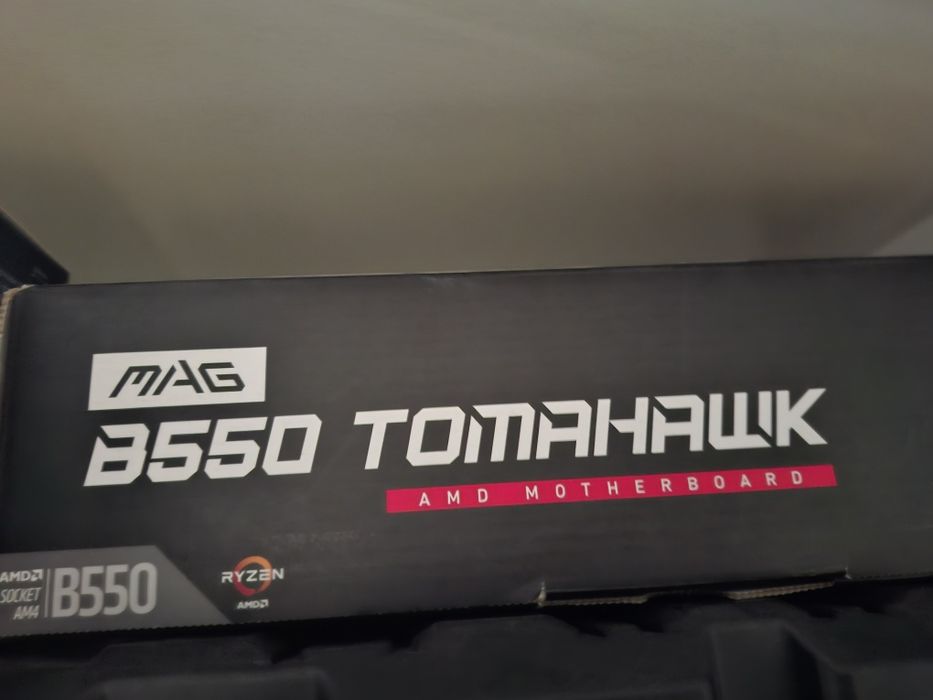 MAG
B550 TOMAHAWK
AMD MOTHERBOARD
AMD
SOCKET
AM4
B550
RYZEN
AMD